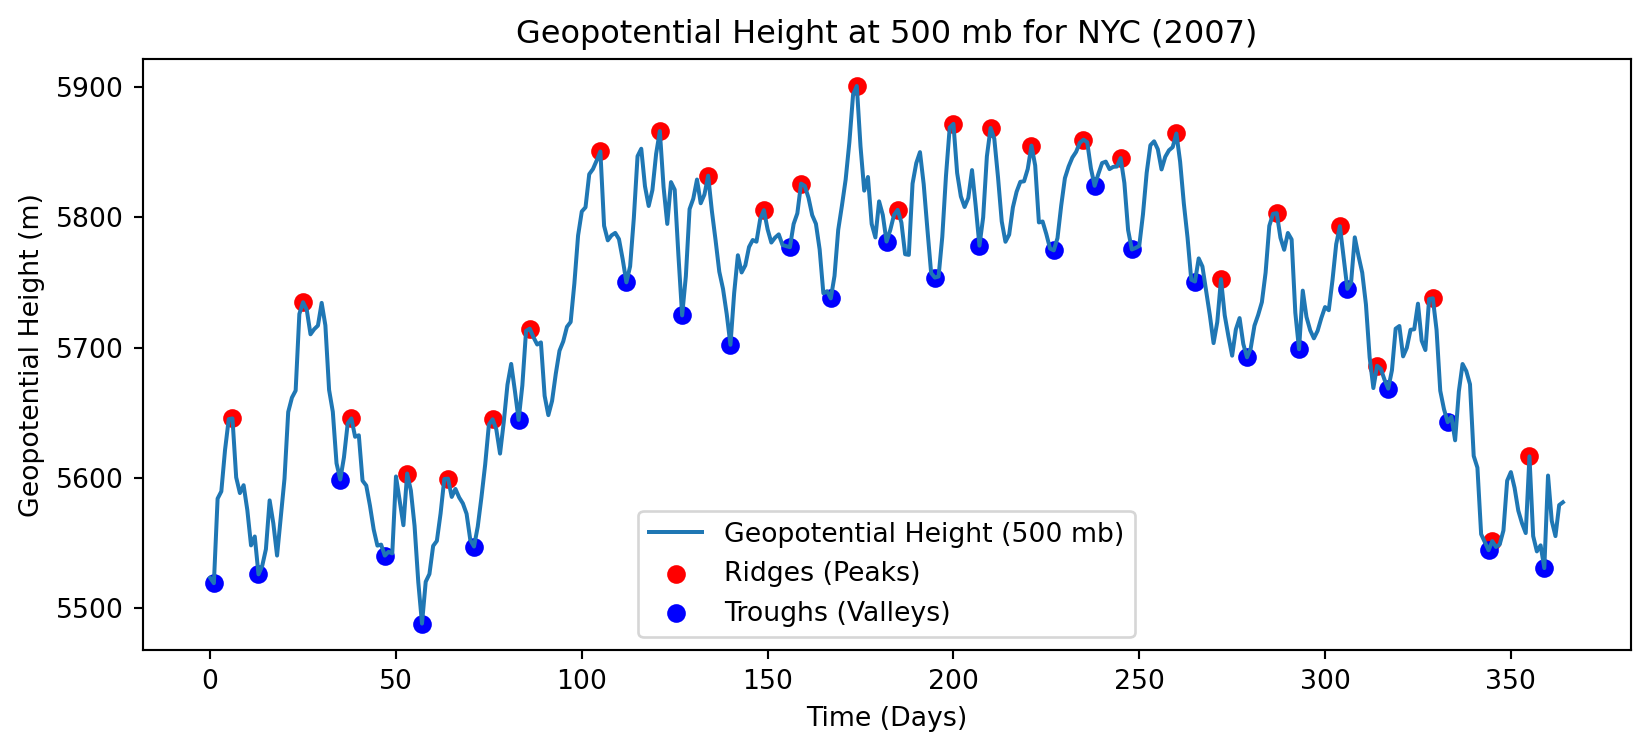 Geopotential Height at 500 mb for NYC (2007)
Geopotential Height (m)
5900
5800
5700
5600
5500
Geopotential Height (500 mb)
Ridges (Peaks)
Troughs (Valleys)
0 50 100 150 200 250 300 350
Time (Days)